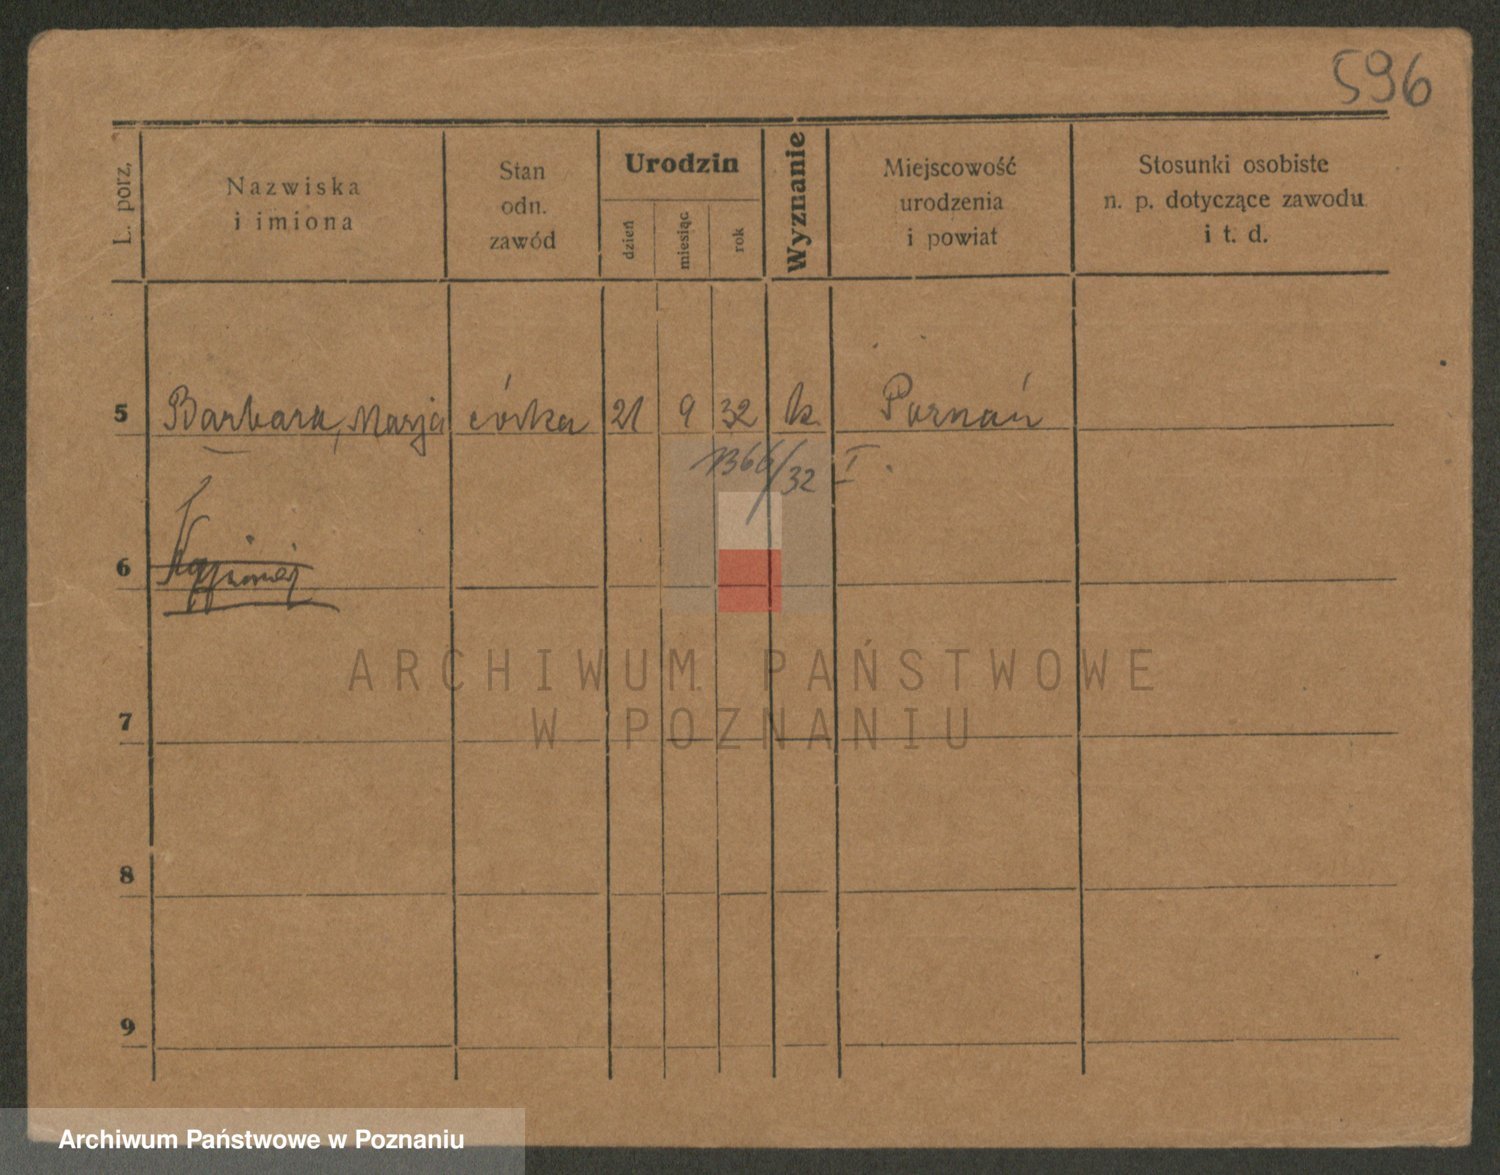 596
L. porz.
Nazwiska
i imiona
Stan
odn.
zawód
Urodzin
dzień
miesiąc
rok
Wyznanie
Miejscowość
urodzenia
i powiat
Stosunki osobiste
n. p. dotyczące zawodu
i t. d.
5 Barbara, Marja córka 21 9 32 k Poznań
1366/32 I.
6
7
8
9
ARCHIWUM PAŃSTWOWE
W POZNANIU
Archiwum Państwowe w Poznaniu